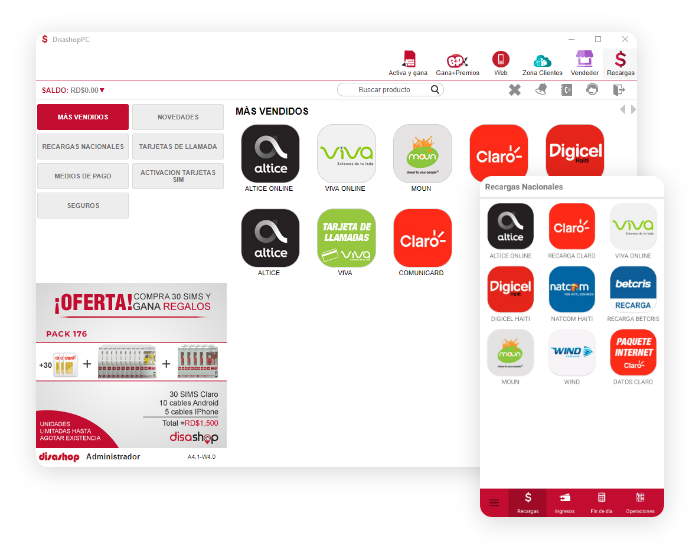 DisashopPC
Activa y gana
Gana+Premios
Web
Zona Clientes
Vendedor
Recargas
SALDO: RD$0.00
Buscar producto
MÁS VENDIDOS
NOVEDADES
RECARGAS NACIONALES
TARJETAS DE LLAMADA
MEDIOS DE PAGO
ACTIVACION TARJETAS
SIM
SEGUROS
MÁS VENDIDOS
altice
VIVA
MOUN
Claro
Digicel
Haiti
ALTICE ONLINE
VIVA ONLINE
MOUN
altice
TARJETA DE
LLAMADAS
VIVA
Claro
ALTICE
VIVA
COMUNICARD
¡OFERTA!
COMPRA 30 SIMS Y
GANA REGALOS
PACK 176
+30
+
+
30 SIMS Claro
10 cables Android
5 cables IPhone
Total =RD$1.500
UNIDADES
LIMITADAS HASTA
AGOTAR EXISTENCIA
disashop
disashop
Administrador
A4.1-W4.0
Recargas Nacionales
altice
Claro
VIVA
ALTICE ONLINE
RECARGA CLARO
VIVA ONLINE
Digicel
Haiti
natcom
betcris
RECARGA
DIGICEL HAITI
NATCOM HAITI
RECARGA BETCRIS
MOUN
WIND
PAQUETE
INTERNET
Claro
MOUN
WIND
DATOS CLARO
Recargas
Ingresos
Fin de día
Operaciones